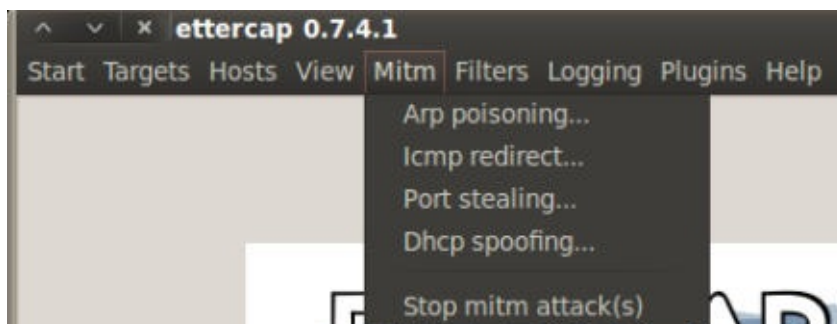 ettercap 0.7.4.1
Start Targets Hosts View Mitm Filters Logging Plugins Help
Arp poisoning...
Icmp redirect...
Port stealing...
Dhcp spoofing...
Stop mitm attack(s)